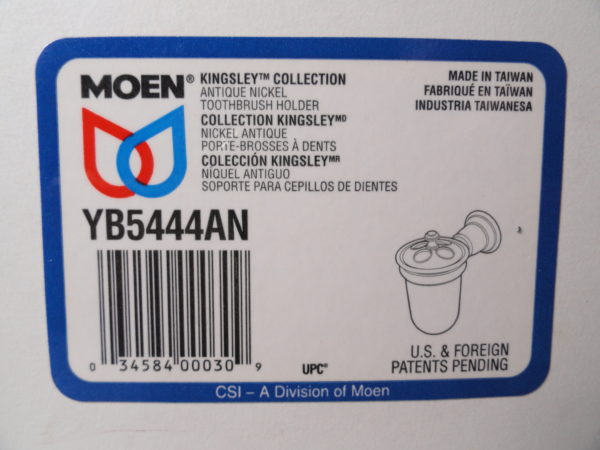 MOEN®
KINGSLEY™ COLLECTION
ANTIQUE NICKEL
TOOTHBRUSH HOLDER
COLLECTION KINGSLEYMD
NICKEL ANTIQUE
PORTE-BROSSES À DENTS
COLECCIÓN KINGSLEYMR
NIQUEL ANTIGUO
SOPORTE PARA CEPILLOS DE DIENTES
MADE IN TAIWAN
FABRIQUÉ EN TAÏWAN
INDUSTRIA TAIWANESA
YB5444AN
0 34584 00030 9
UPC®
U.S. & FOREIGN
PATENTS PENDING
CSI – A Division of Moen